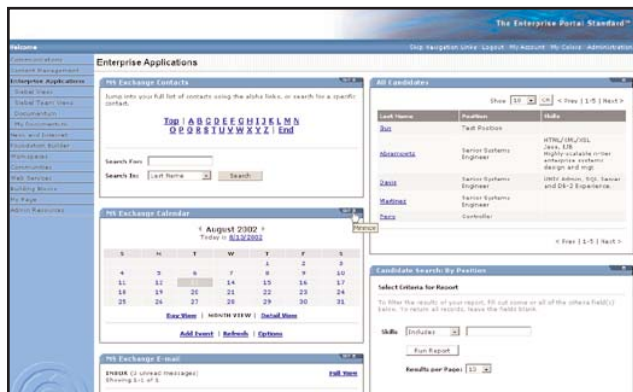 The Enterprise Portal Standard™
Welcome
Skip Navigation Links Logout My Account My Colors Administration
Communications
Content Management
Enterprise Applications
Global Views
Global Team Views
Documentum
My Documentum
News and Internet
Foundation Builder
Workspaces
Communities
Web Services
Building Blocks
My Page
Admin Resources
Enterprise Applications
MS Exchange Contacts
Jump into your full list of contacts using the alpha links, or search for a specific
contact.
Top | A B C D E F G H I J K L M N
O P Q R S T U V W X Y Z | End
Search For:
Search In: Last Name Search
MS Exchange Calendar
Minimize
August 2002
Today is 8/13/2002
S M T W T F S
1 2 3
4 5 6 7 8 9 10
11 12 13 14 15 16 17
18 19 20 21 22 23 24
25 26 27 28 29 30 31
Day View | MONTH VIEW | Detail View
Add Event | Refresh | Options
MS Exchange E-mail
INBOX (3 unread messages) Full View
Showing 1-1 of 1
All Candidates
Show 10 < Prev | 1-5 | Next >
Last Name Position Skills
Bun Test Position
Abramowitz Senior Systems Engineer HTML/XML/XSL
Java, C/B
Highly-scalable n-tier
enterprise systems
design and mgt
Davis Senior Systems Engineer UNIX Admin, SQL Server
and DB-2 Experience.
Martinez Senior Systems Engineer
Perry Controller
< Prev | 1-5 | Next >
Candidate Search: By Position
Select Criteria for Report
To filter the results of your report, fill out some or all of the criteria field(s)
below. To return all records, leave the fields blank.
Skills Includes
Run Report
Results per Page: 10